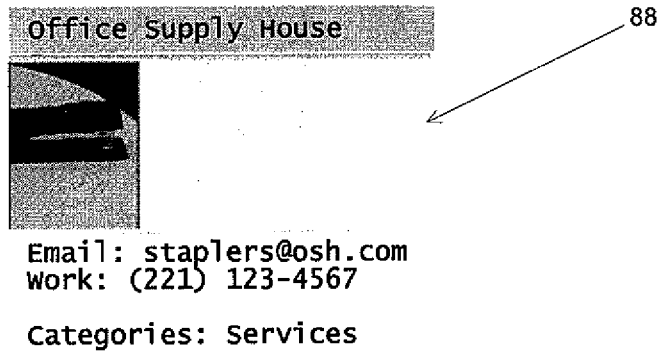 Office Supply House
88
Email: staplers@osh.com
Work: (221) 123-4567
Categories: Services